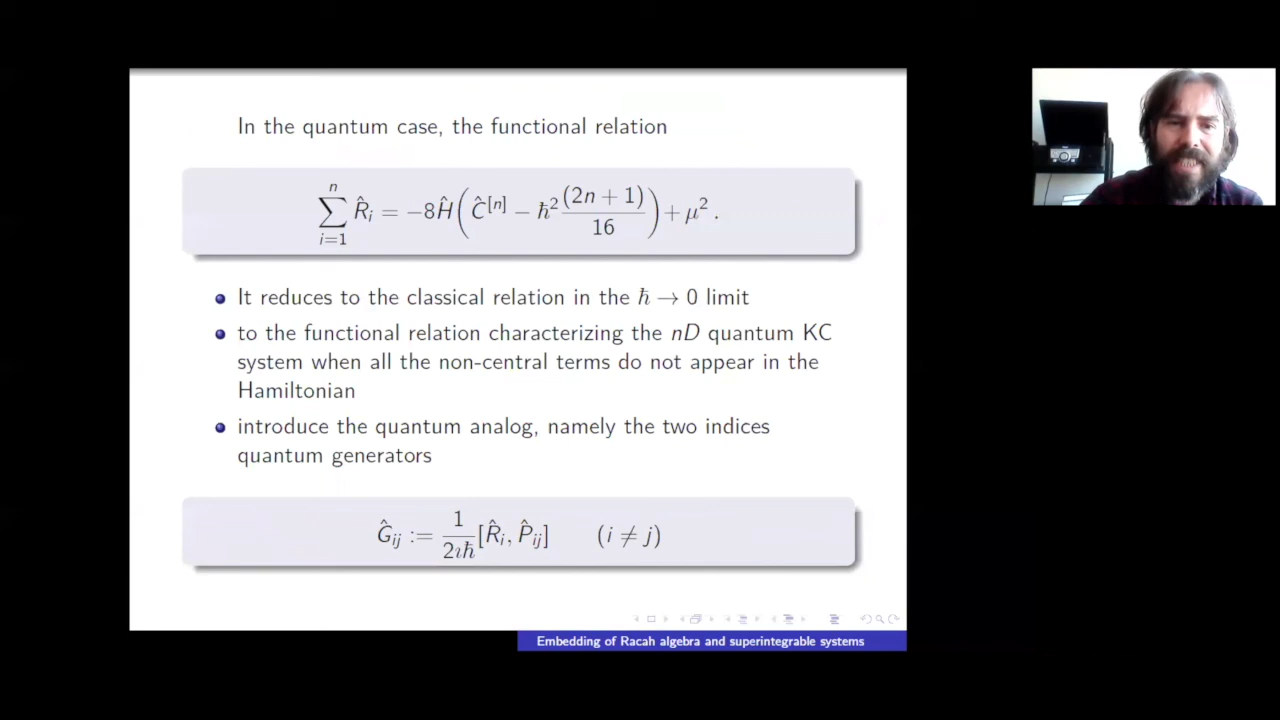 In the quantum case, the functional relation
$\sum_{i=1}^{n} \hat{R}_i = -8\hat{H}\left(\hat{C}^{[n]} - \hbar^2 \frac{(2n+1)}{16}\right) + \mu^2 .$
It reduces to the classical relation in the $\hbar \to 0$ limit
to the functional relation characterizing the nD quantum KC
system when all the non-central terms do not appear in the
Hamiltonian
introduce the quantum analog, namely the two indices
quantum generators
$\hat{G}_{ij} := \frac{1}{2\imath\hbar}[\hat{R}_i, \hat{P}_{ij}] \quad (i \neq j)$
Embedding of Racah algebra and superintegrable systems